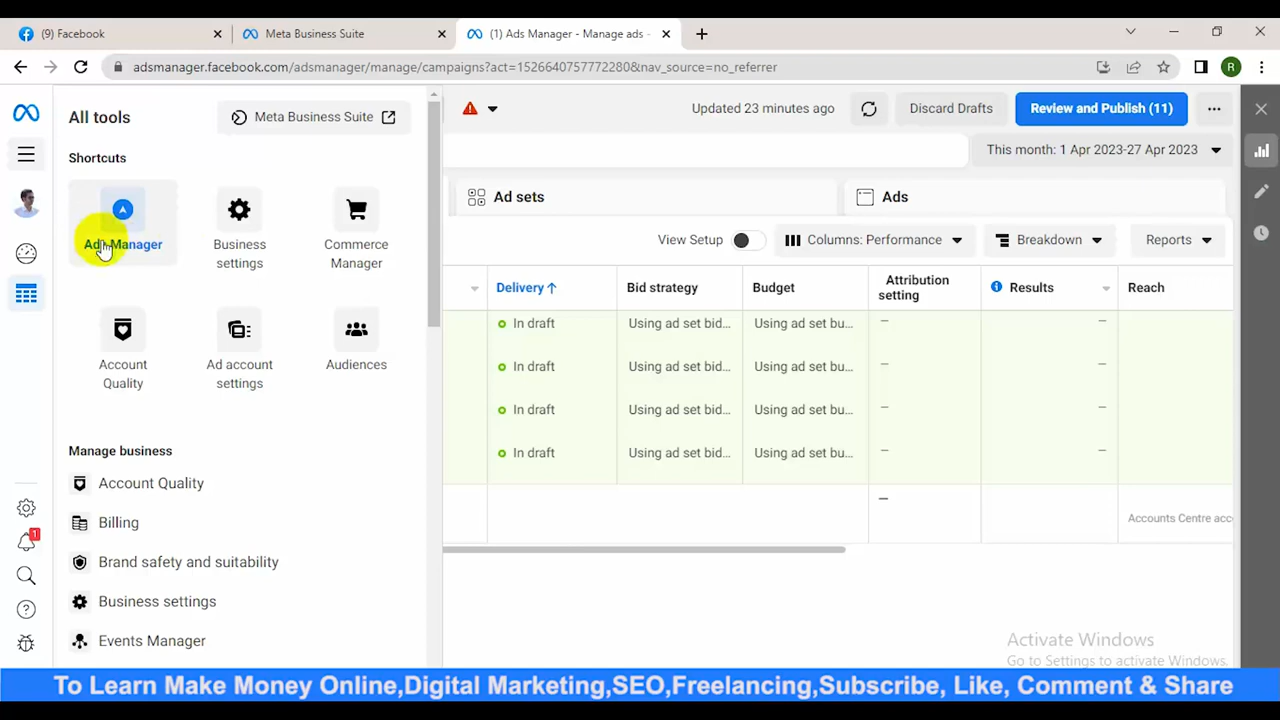 (9) Facebook
Meta Business Suite
(1) Ads Manager - Manage ads -
adsmanager.facebook.com/adsmanager/manage/campaigns?act=1526640757772280&nav_source=no_referrer
R
All tools
Meta Business Suite
Updated 23 minutes ago
Discard Drafts
Review and Publish (11)
Shortcuts
This month: 1 Apr 2023-27 Apr 2023
Ads Manager
Business settings
Commerce Manager
Ad sets
Ads
View Setup
Columns: Performance
Breakdown
Reports
Delivery ↑
Bid strategy
Budget
Attribution setting
Results
Reach
In draft
Using ad set bid...
Using ad set bu...
—
—
In draft
Using ad set bid...
Using ad set bu...
—
—
In draft
Using ad set bid...
Using ad set bu...
—
—
In draft
Using ad set bid...
Using ad set bu...
—
—
—
Accounts Centre acc
Account Quality
Ad account settings
Audiences
Manage business
Account Quality
Billing
Brand safety and suitability
Business settings
Events Manager
1
Activate Windows
Go to Settings to activate Windows.
To Learn Make Money Online,Digital Marketing,SEO,Freelancing,Subscribe, Like, Comment & Share